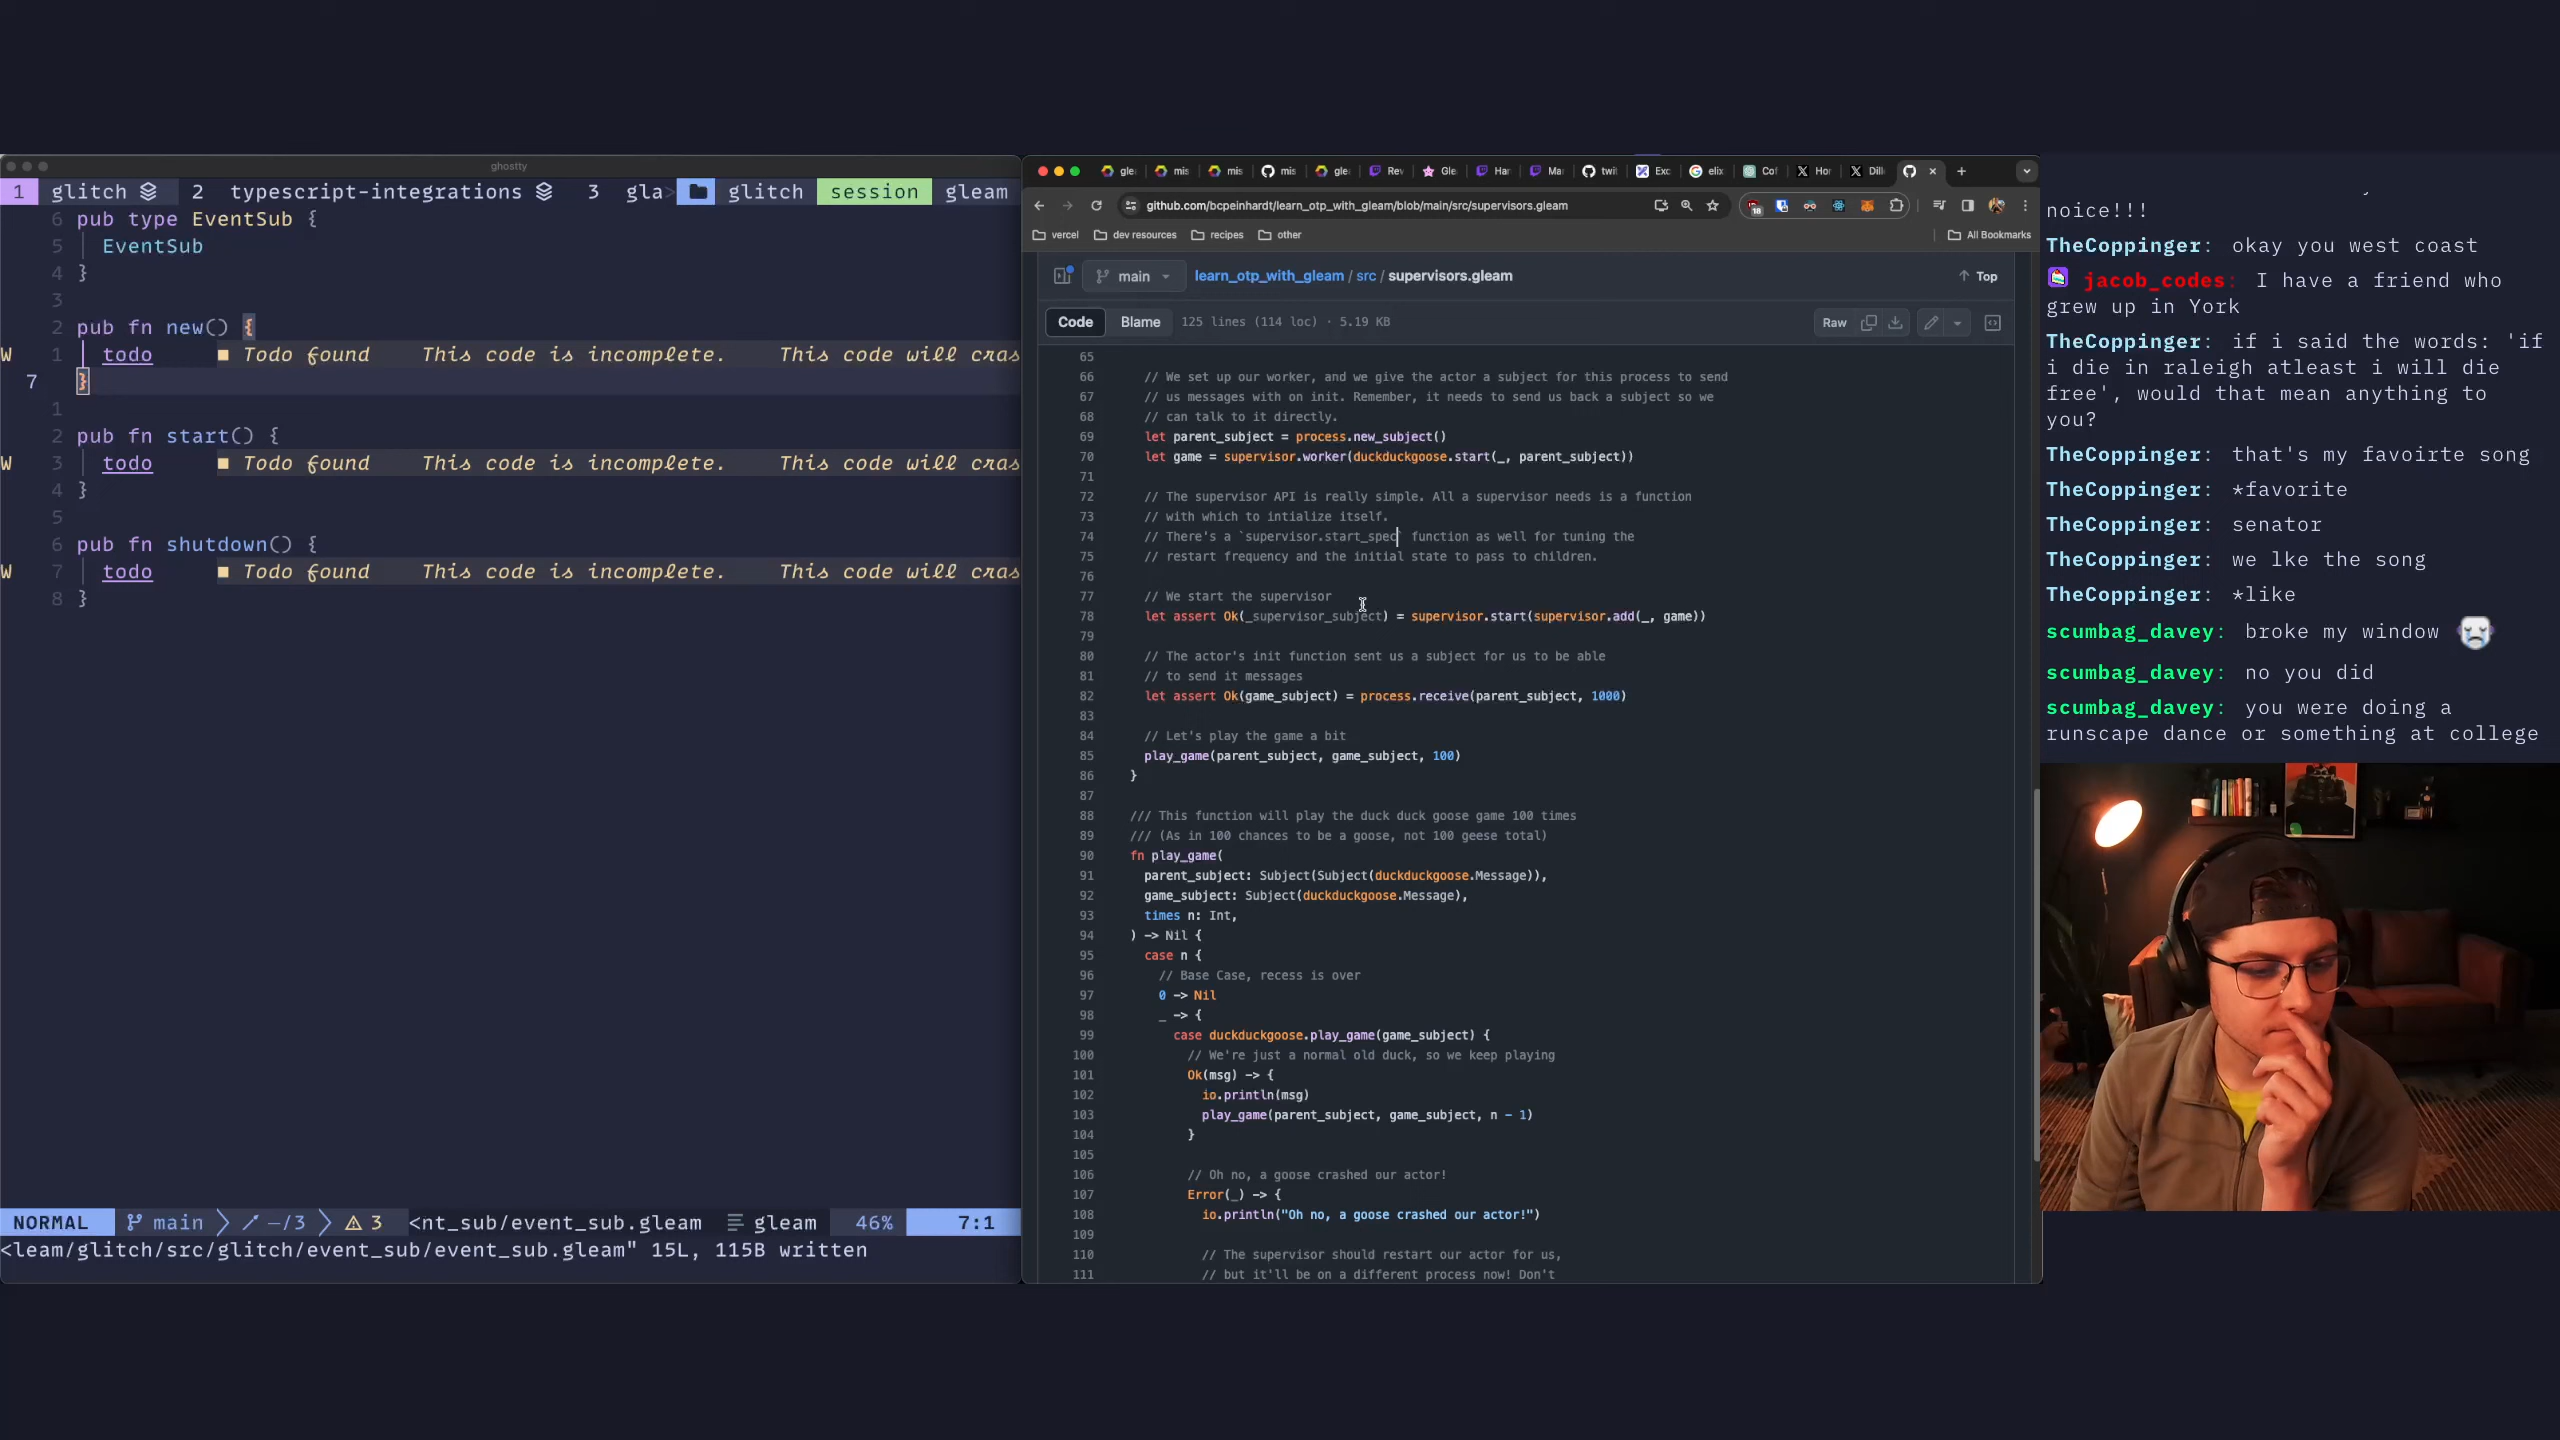 ghostty
1 glitch 2 typescript-integrations 3 gla> glitch session gleam
6 pub type EventSub {
5 EventSub
4 }
3
2 pub fn new() {
W 1 todo ■ Todo found This code is incomplete. This code will cras
7 }
1
2 pub fn start() {
W 3 todo ■ Todo found This code is incomplete. This code will cras
4 }
5
6 pub fn shutdown() {
W 7 todo ■ Todo found This code is incomplete. This code will cras
8 }
NORMAL main —/3 3 <nt_sub/event_sub.gleam gleam 46% 7:1
<leam/glitch/src/glitch/event_sub/event_sub.gleam" 15L, 115B written
gle mis mis mis gle Rev Gle Har Mar twit Exc elix Cof Hor Dill
github.com/bcpeinhardt/learn_otp_with_gleam/blob/main/src/supervisors.gleam 18
vercel dev resources recipes other All Bookmarks
main learn_otp_with_gleam / src / supervisors.gleam Top
Code Blame 125 lines (114 loc) · 5.19 KB Raw
65
66 // We set up our worker, and we give the actor a subject for this process to send
67 // us messages with on init. Remember, it needs to send us back a subject so we
68 // can talk to it directly.
69 let parent_subject = process.new_subject()
70 let game = supervisor.worker(duckduckgoose.start(_, parent_subject))
71
72 // The supervisor API is really simple. All a supervisor needs is a function
73 // with which to intialize itself.
74 // There's a `supervisor.start_spec` function as well for tuning the
75 // restart frequency and the initial state to pass to children.
76
77 // We start the supervisor
78 let assert Ok(_supervisor_subject) = supervisor.start(supervisor.add(_, game))
79
80 // The actor's init function sent us a subject for us to be able
81 // to send it messages
82 let assert Ok(game_subject) = process.receive(parent_subject, 1000)
83
84 // Let's play the game a bit
85 play_game(parent_subject, game_subject, 100)
86 }
87
88 /// This function will play the duck duck goose game 100 times
89 /// (As in 100 chances to be a goose, not 100 geese total)
90 fn play_game(
91 parent_subject: Subject(Subject(duckduckgoose.Message)),
92 game_subject: Subject(duckduckgoose.Message),
93 times n: Int,
94 ) -> Nil {
95 case n {
96 // Base Case, recess is over
97 0 -> Nil
98 _ -> {
99 case duckduckgoose.play_game(game_subject) {
100 // We're just a normal old duck, so we keep playing
101 Ok(msg) -> {
102 io.println(msg)
103 play_game(parent_subject, game_subject, n - 1)
104 }
105
106 // Oh no, a goose crashed our actor!
107 Error(_) -> {
108 io.println("Oh no, a goose crashed our actor!")
109
110 // The supervisor should restart our actor for us,
111 // but it'll be on a different process now! Don't
noice!!!
TheCoppinger: okay you west coast
jacob_codes: I have a friend who
grew up in York
TheCoppinger: if i said the words: 'if
i die in raleigh atleast i will die
free', would that mean anything to
you?
TheCoppinger: that's my favoirte song
TheCoppinger: *favorite
TheCoppinger: senator
TheCoppinger: we lke the song
TheCoppinger: *like
scumbag_davey: broke my window
scumbag_davey: no you did
scumbag_davey: you were doing a
runscape dance or something at college